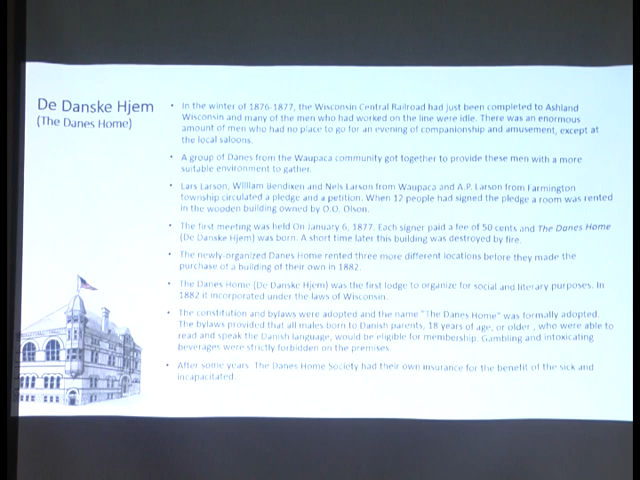 De Danske Hjem
(The Danes Home)
• In the winter of 1876-1877, the Wisconsin Central Railroad had just been completed to Ashland
Wisconsin and many of the men who had worked on the line were idle. There was an enormous
amount of men who had no place to go for an evening of companionship and amusement, except at
the local saloons.
• A group of Danes from the Waupaca community got together to provide these men with a more
suitable environment to gather.
• Lars Larson, William Bendixen and Nels Larson from Waupaca and A.P. Larson from Farmington
township circulated a pledge and a petition. When 12 people had signed the pledge a room was rented
in the wooden building owned by O.O. Olson.
• The first meeting was held On January 6, 1877. Each signer paid a fee of 50 cents and The Danes Home
(De Danske Hjem) was born. A short time later this building was destroyed by fire.
• The newly-organized Danes Home rented three more different locations before they made the
purchase of a building of their own in 1882.
• The Danes Home (De Danske Hjem) was the first lodge to organize for social and literary purposes. In
1882 it incorporated under the laws of Wisconsin.
• The constitution and bylaws were adopted and the name "The Danes Home" was formally adopted.
The bylaws provided that all males born to Danish parents, 18 years of age, or older , who were able to
read and speak the Danish language, would be eligible for membership. Gambling and intoxicating
beverages were strictly forbidden on the premises.
• After some years The Danes Home Society had their own insurance for the benefit of the sick and
incapacitated.